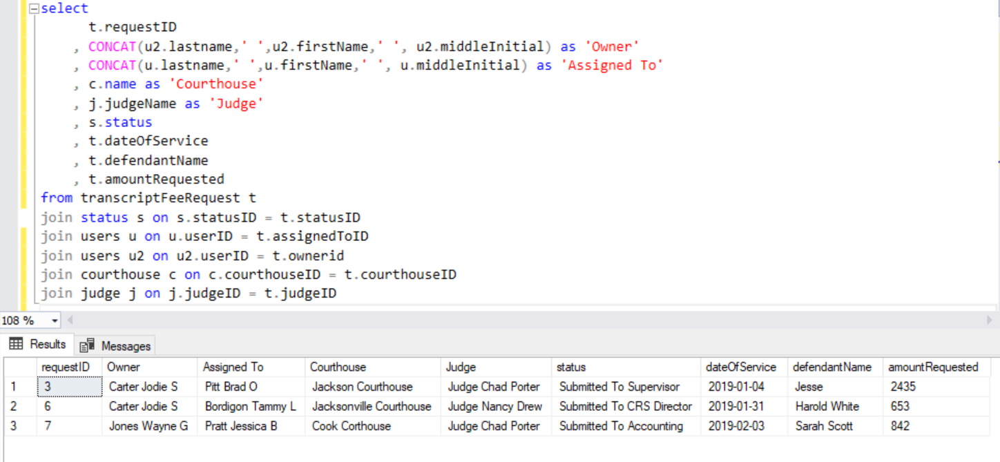 select
t.requestID
, CONCAT(u2.lastname,' ',u2.firstName,' ', u2.middleInitial) as 'Owner'
, CONCAT(u.lastname,' ',u.firstName,' ', u.middleInitial) as 'Assigned To'
, c.name as 'Courthouse'
, j.judgeName as 'Judge'
, s.status
, t.dateOfService
, t.defendantName
, t.amountRequested
from transcriptFeeRequest t
join status s on s.statusID = t.statusID
join users u on u.userID = t.assignedToID
join users u2 on u2.userID = t.ownerid
join courthouse c on c.courthouseID = t.courthouseID
join judge j on j.judgeID = t.judgeID
108 %
Results Messages
requestID Owner Assigned To Courthouse Judge status dateOfService defendantName amountRequested
1 3 Carter Jodie S Pitt Brad O Jackson Courthouse Judge Chad Porter Submitted To Supervisor 2019-01-04 Jesse 2435
2 6 Carter Jodie S Bordigon Tammy L Jacksonville Courthouse Judge Nancy Drew Submitted To CRS Director 2019-01-31 Harold White 653
3 7 Jones Wayne G Pratt Jessica B Cook Corthouse Judge Chad Porter Submitted To Accounting 2019-02-03 Sarah Scott 842